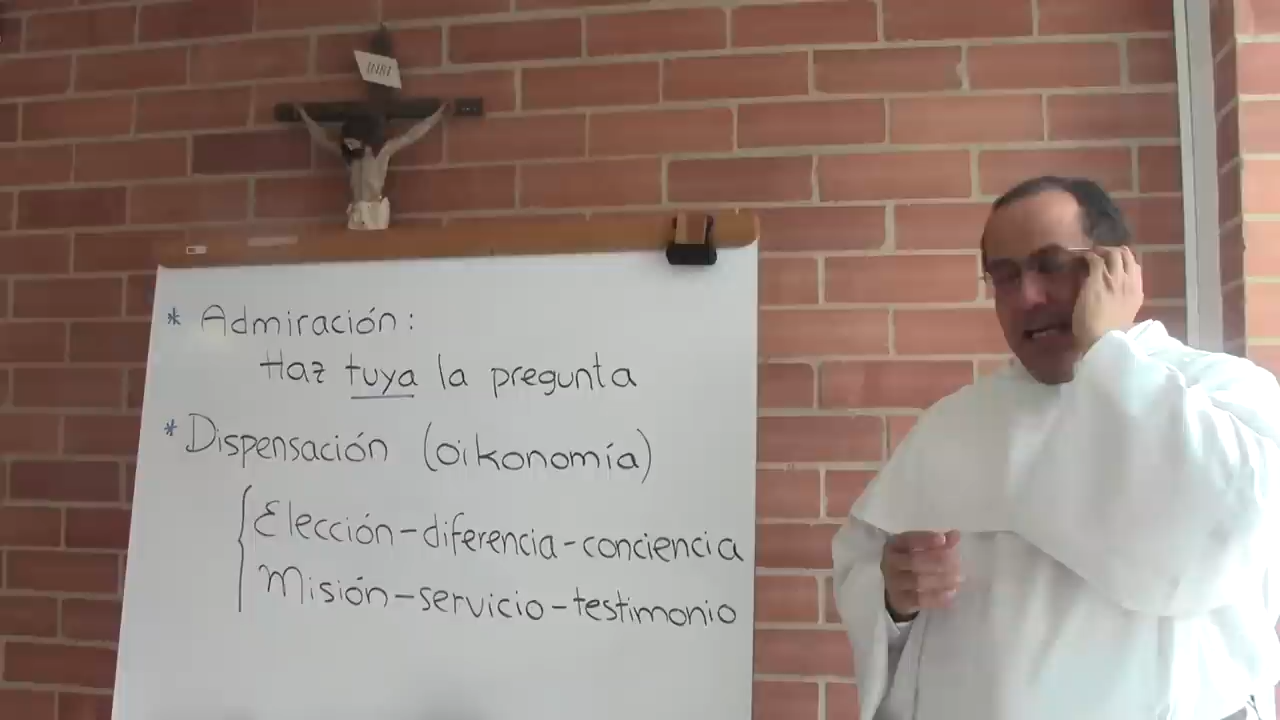 INRI
* Admiración:
Haz tuya la pregunta
* Dispensación (oikonomía)
Elección-diferencia-conciencia
Misión-servicio-testimonio